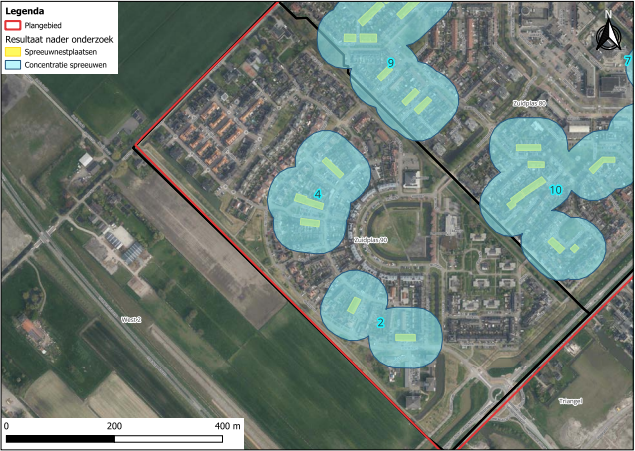 Legenda
Plangebied
Resultaat nader onderzoek
Spreeuwnestplaatsen
Concentratie spreeuwen
N
9
7
Zuidplas 80
4
10
Zuidplas 90
2
West-2
Triangel
0 200 400 m